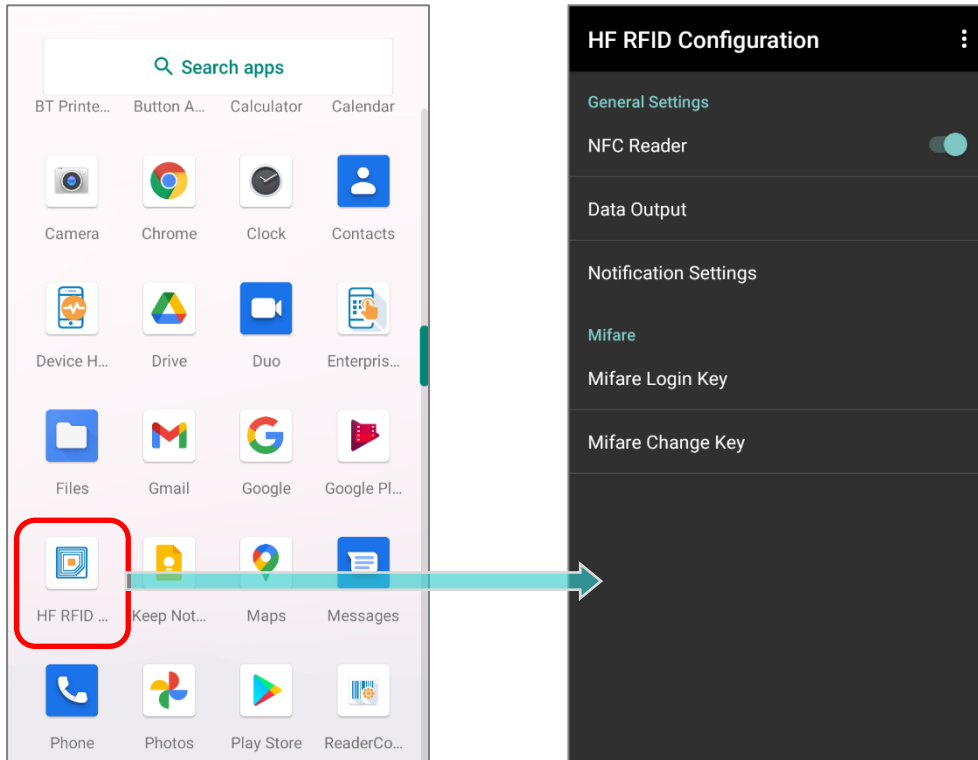 Search apps
BT Printe... Button A... Calculator Calendar
Camera Chrome Clock Contacts
Device H... Drive Duo Enterpris...
Files Gmail Google Google Pl...
HF RFID ... Keep Not... Maps Messages
Phone Photos Play Store ReaderCo...
HF RFID Configuration
General Settings
NFC Reader
Data Output
Notification Settings
Mifare
Mifare Login Key
Mifare Change Key